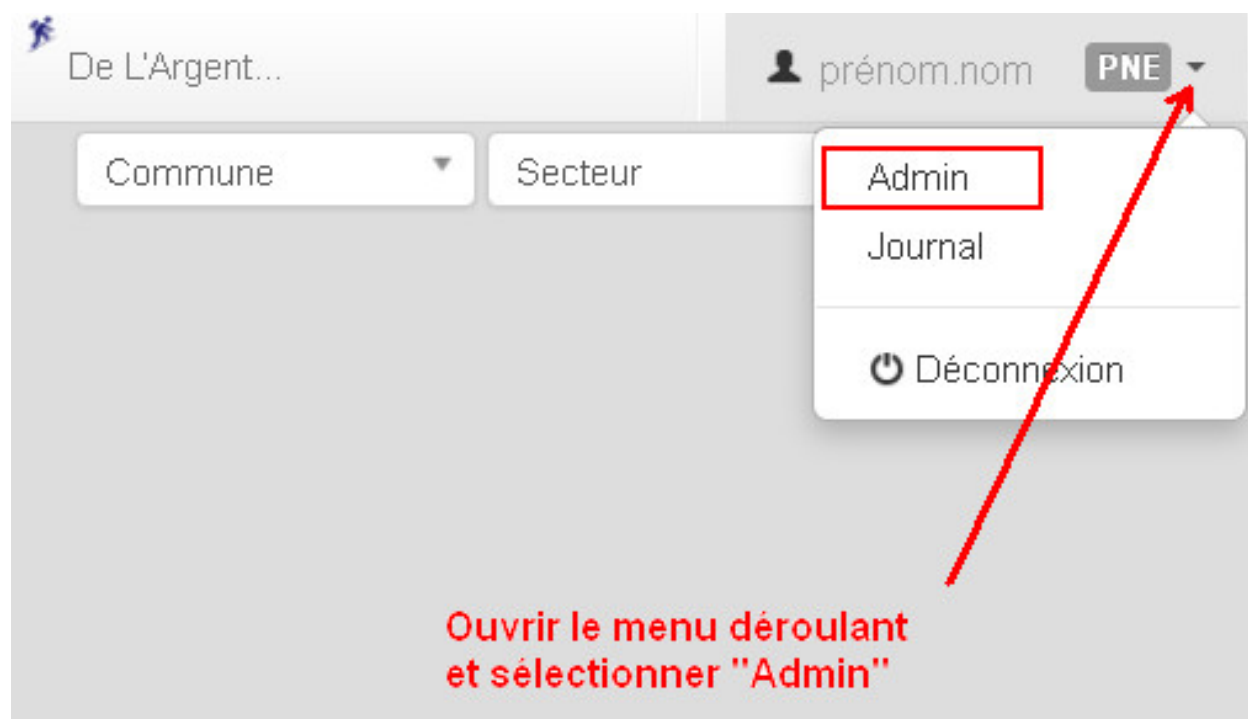 De L'Argent...
prénom.nom PNE
Commune
Secteur
Admin
Journal
Déconnexion
Ouvrir le menu déroulant
et sélectionner "Admin"